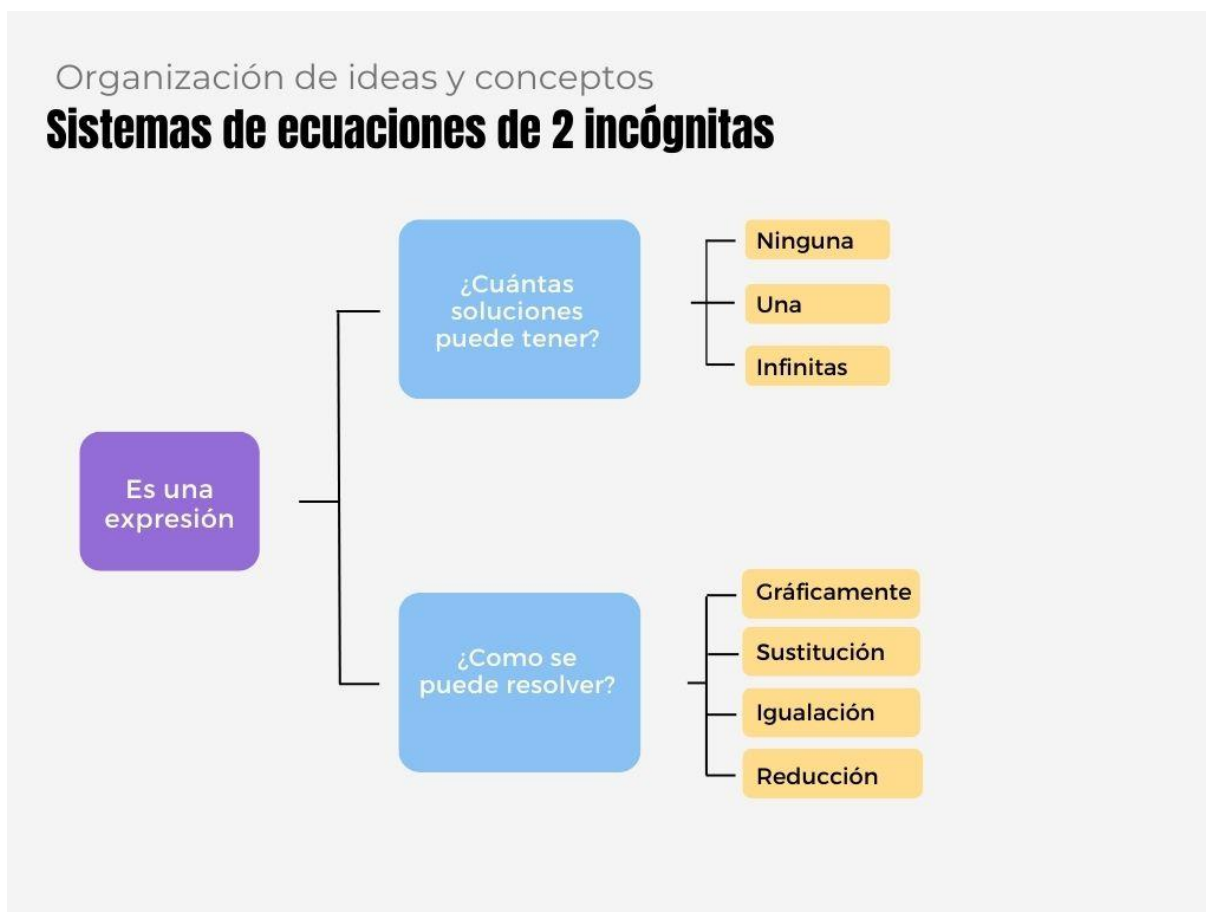 Organización de ideas y conceptos
Sistemas de ecuaciones de 2 incógnitas
Es una
expresión
¿Cuántas
soluciones
puede tener?
Ninguna
Una
Infinitas
¿Como se
puede resolver?
Gráficamente
Sustitución
Igualación
Reducción